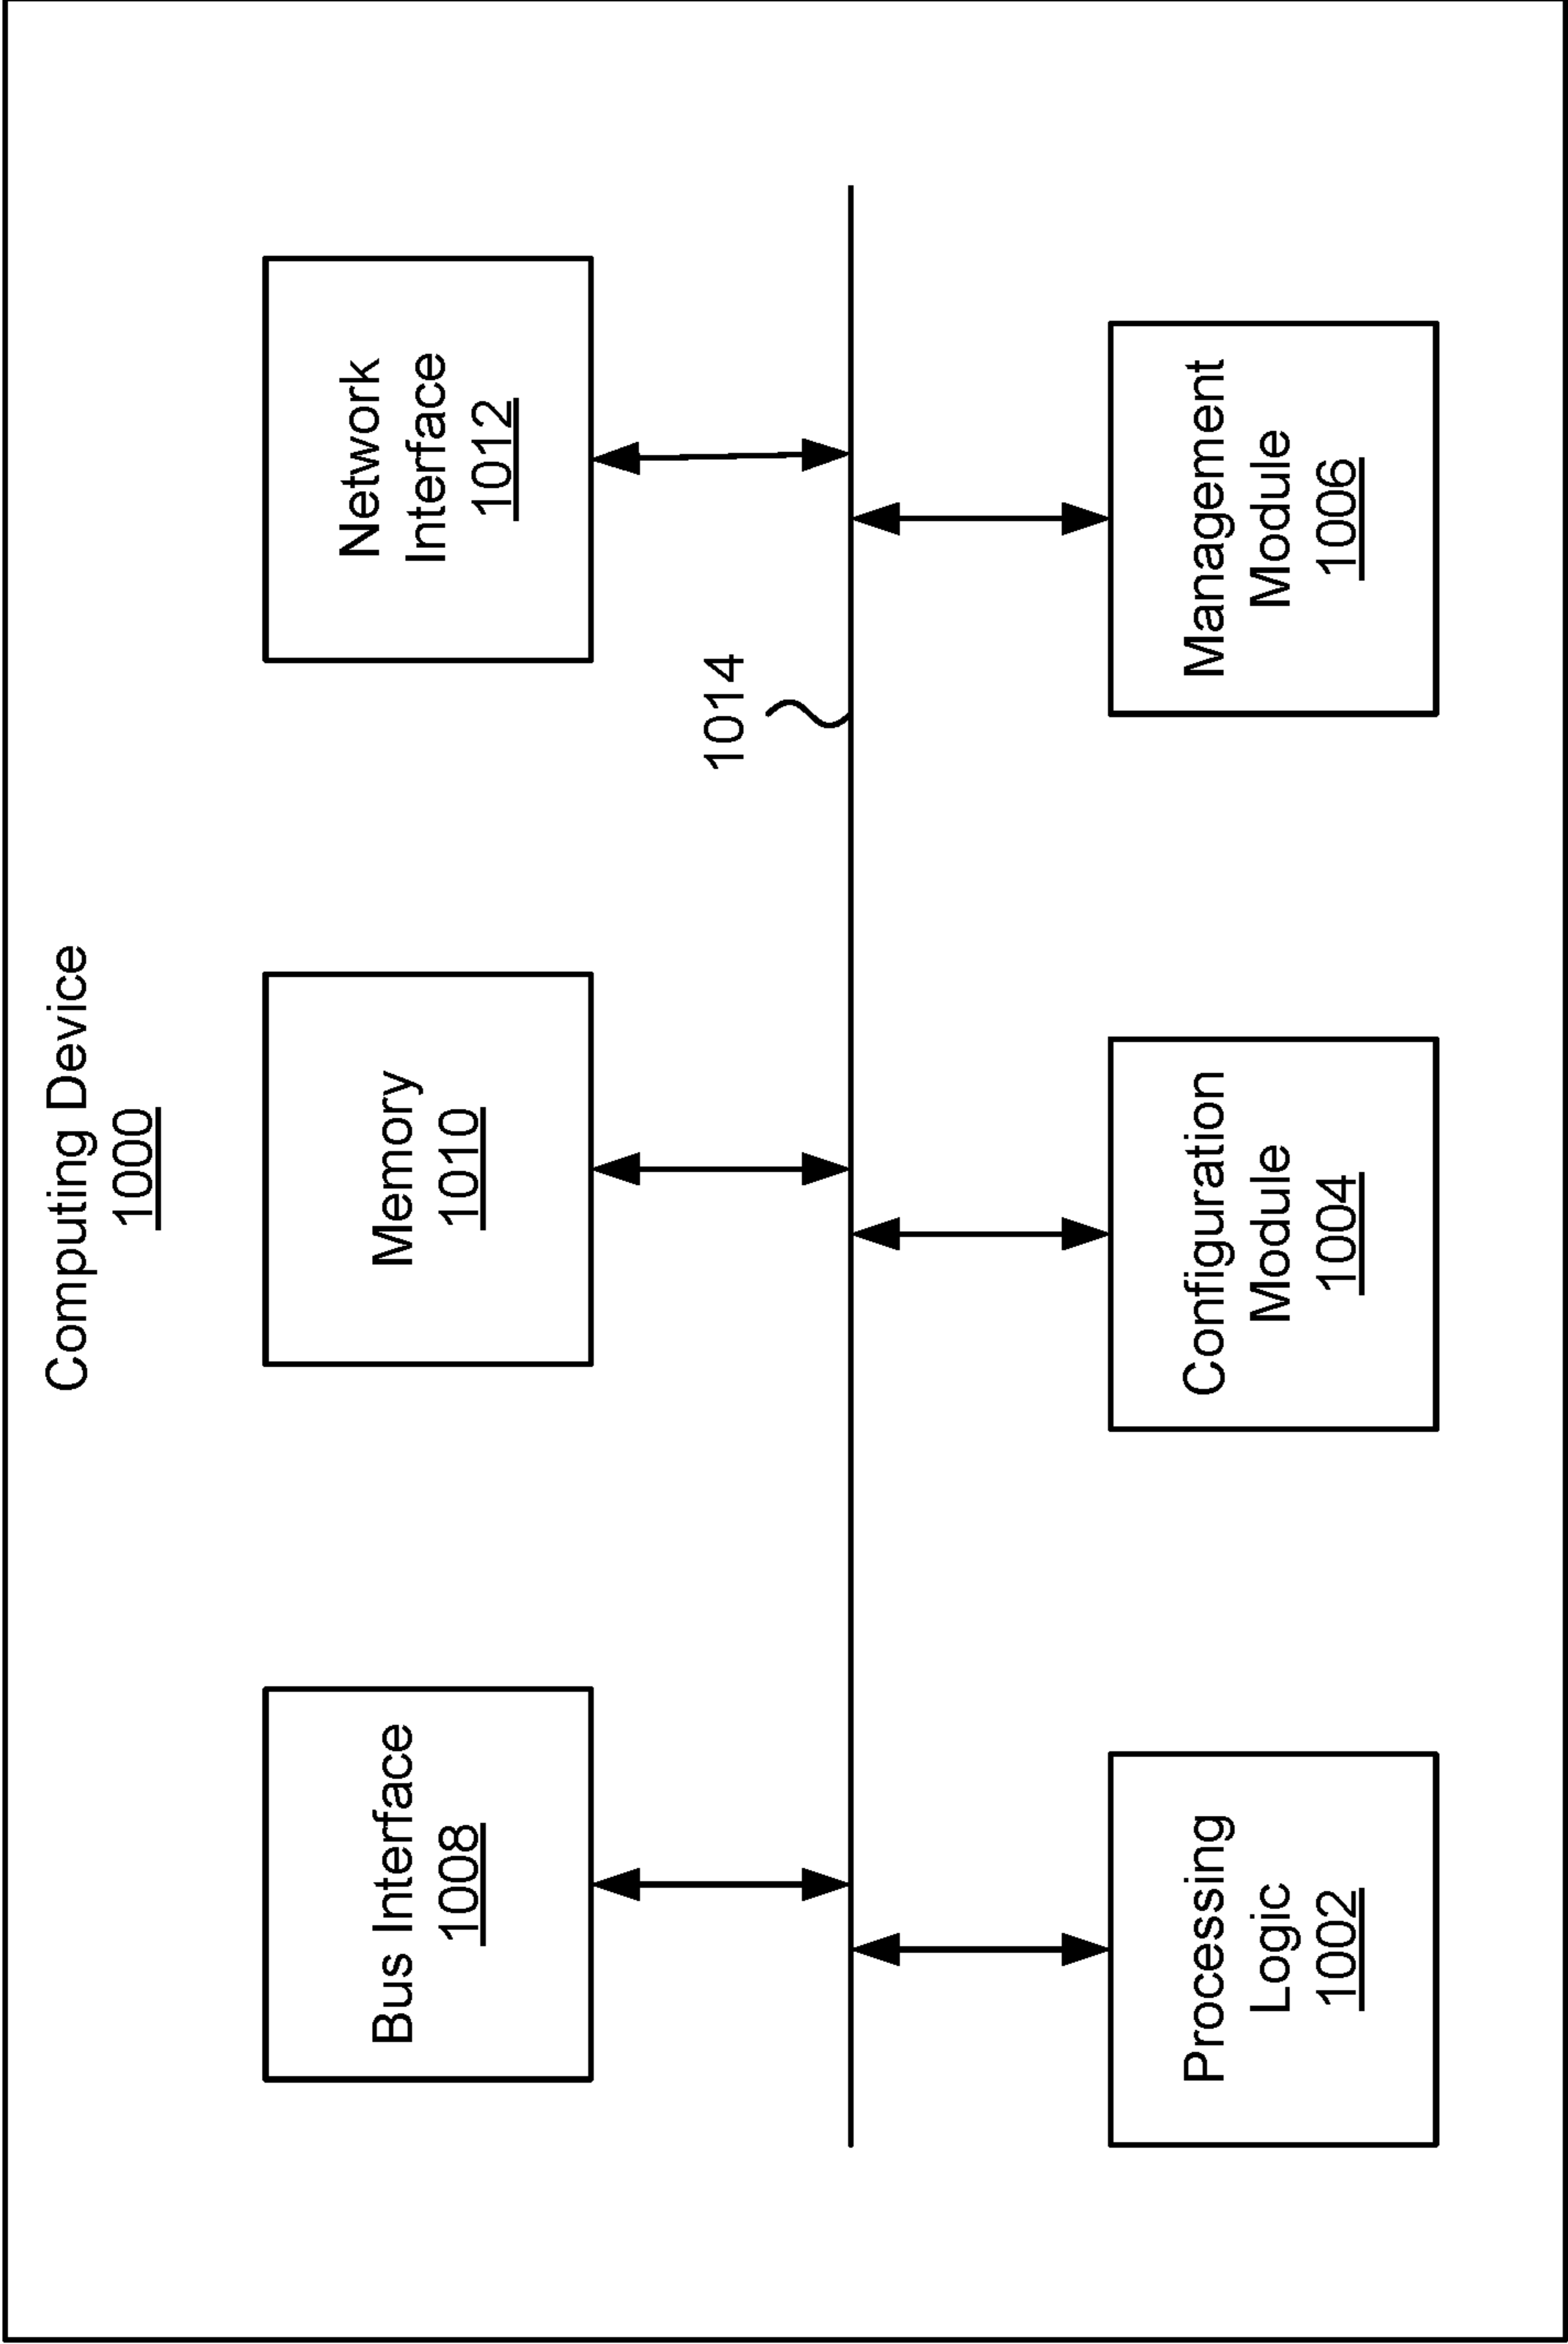 Computing Device
1000
Bus Interface
1008
Memory
1010
Network
Interface
1012
1014
Processing
Logic
1002
Configuration
Module
1004
Management
Module
1006